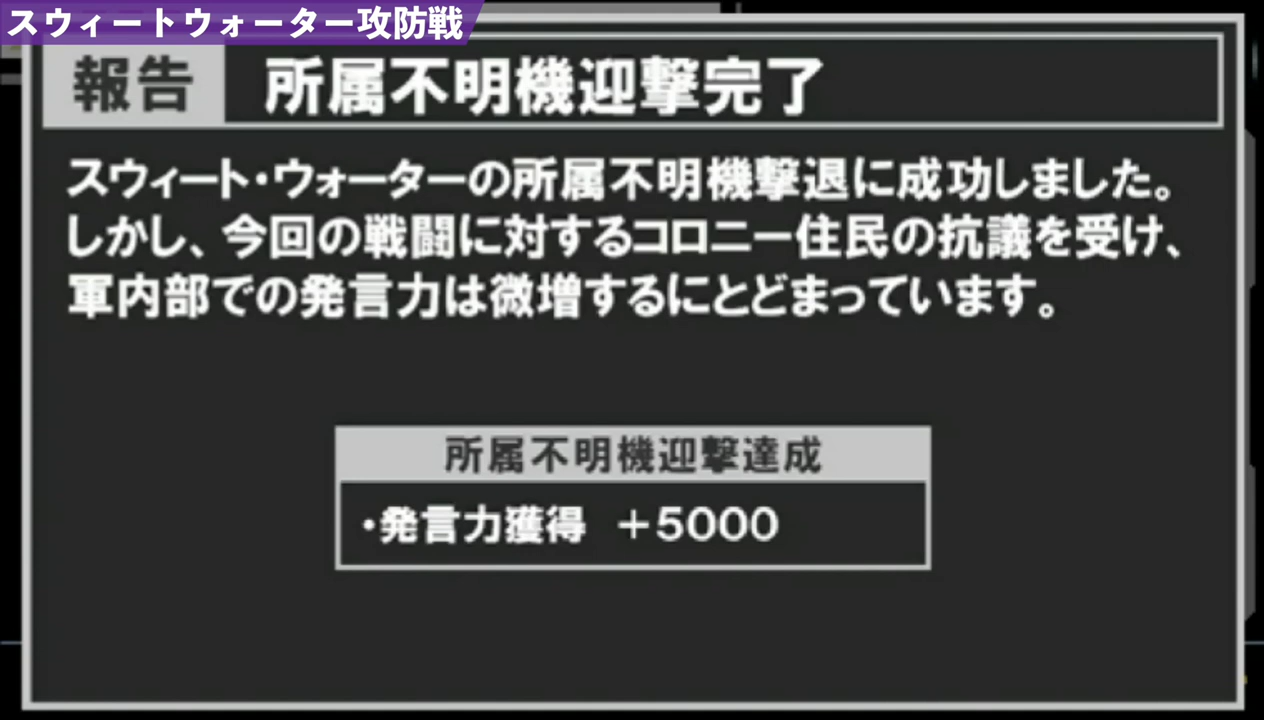 スウィートウォーター攻防戦
報告 所属不明機迎撃完了
スウィート・ウォーターの所属不明機撃退に成功しました。
しかし、今回の戦闘に対するコロニー住民の抗議を受け、
軍内部での発言力は微増するにとどまっています。
所属不明機迎撃達成
・発言力獲得 +5000